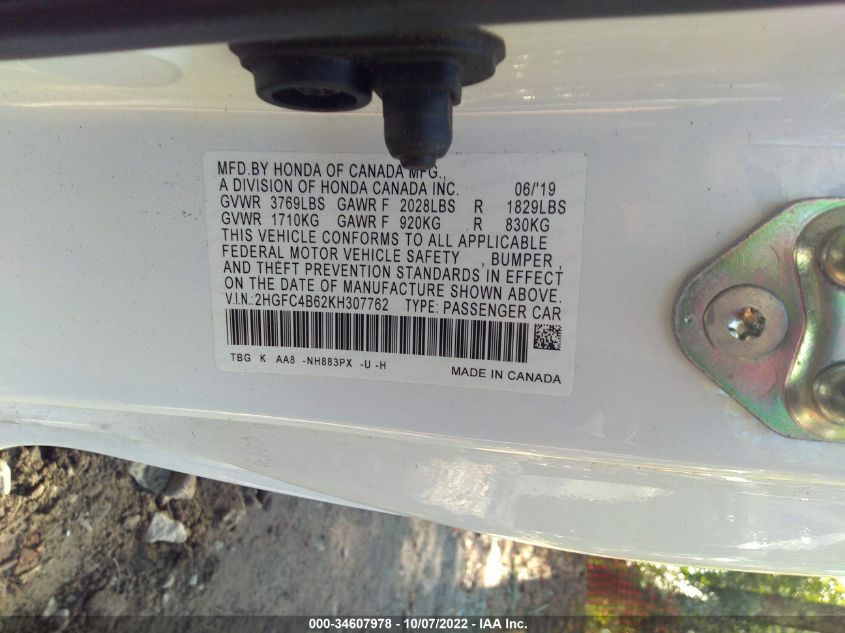 MFD.BY HONDA OF CANADA MFG.,
A DIVISION OF HONDA CANADA INC. 06/'19
GVWR 3769LBS GAWR F 2028LBS R 1829LBS
GVWR 1710KG GAWR F 920KG R 830KG
THIS VEHICLE CONFORMS TO ALL APPLICABLE
FEDERAL MOTOR VEHICLE SAFETY , BUMPER ,
AND THEFT PREVENTION STANDARDS IN EFFECT
ON THE DATE OF MANUFACTURE SHOWN ABOVE.
V.I.N.:2HGFC4B62KH307762 TYPE: PASSENGER CAR
TBG K AA8 -NH883PX -U -H
MADE IN CANADA
000-34607978 - 10/07/2022 - IAA Inc.